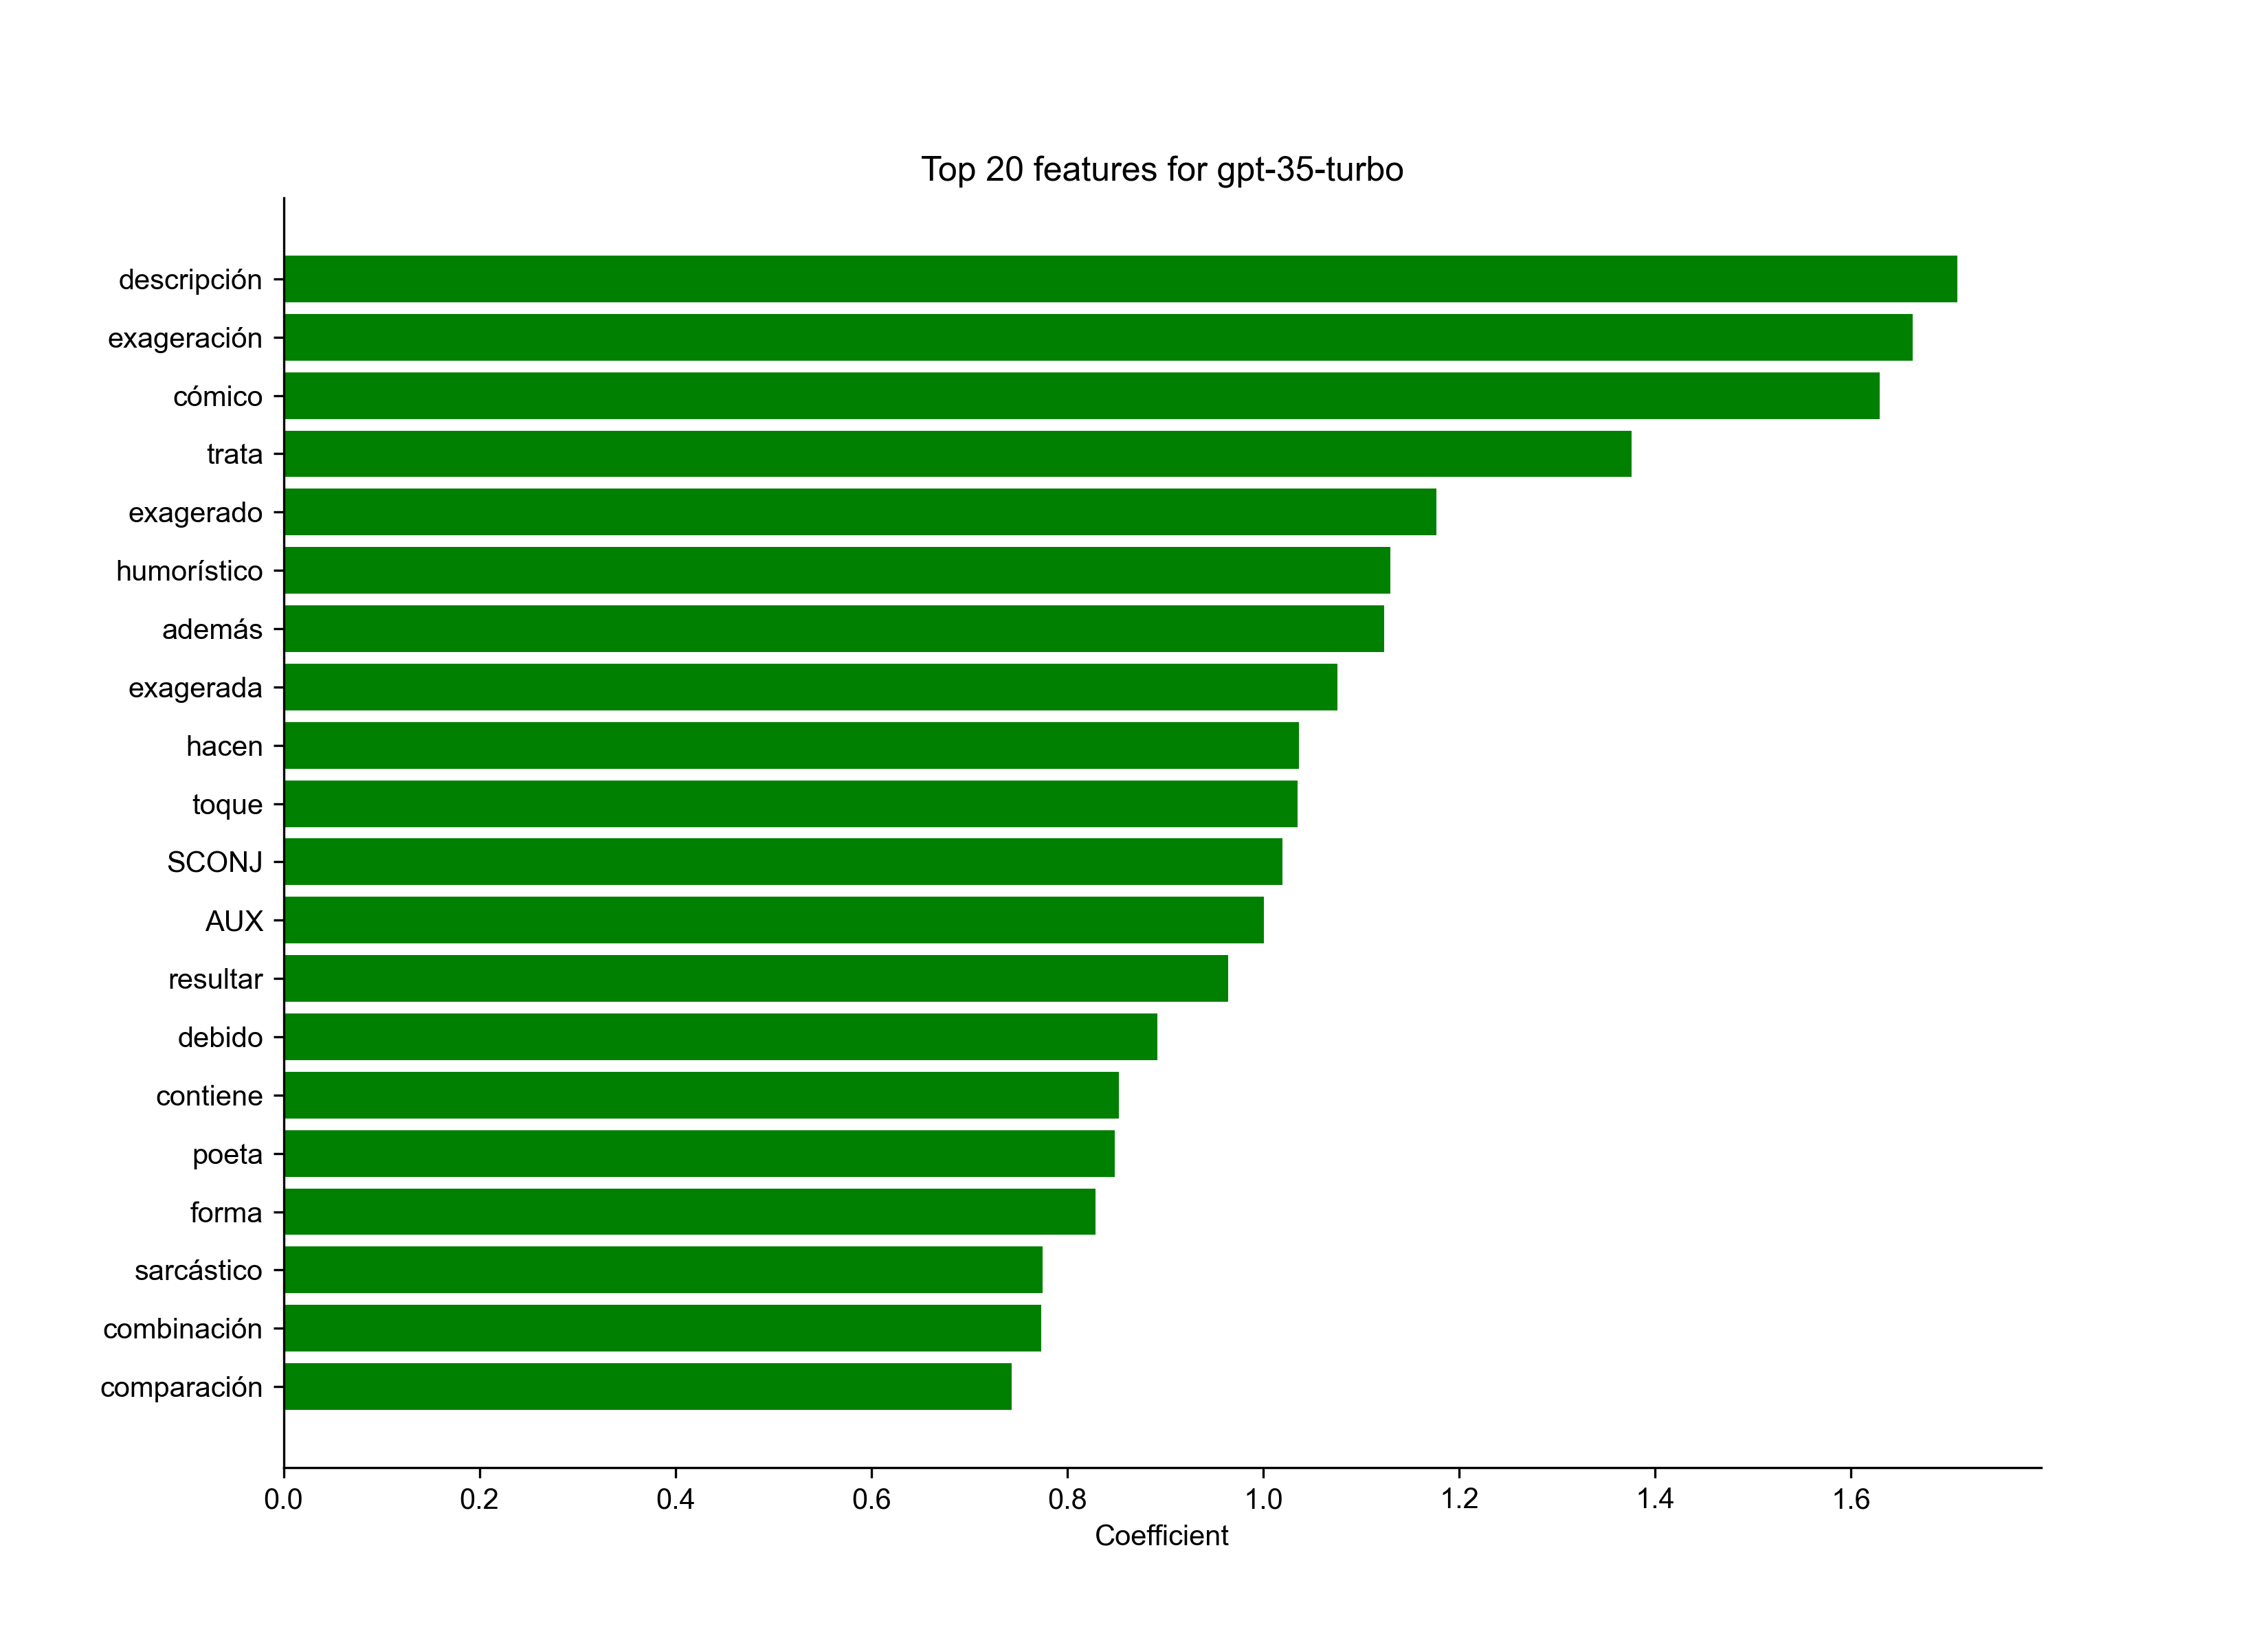 Top 20 features for gpt-35-turbo
descripción
exageración
cómico
trata
exagerado
humorístico
además
exagerada
hacen
toque
SCONJ
AUX
resultar
debido
contiene
poeta
forma
sarcástico
combinación
comparación
0.0 0.2 0.4 0.6 0.8 1.0 1.2 1.4 1.6
Coefficient